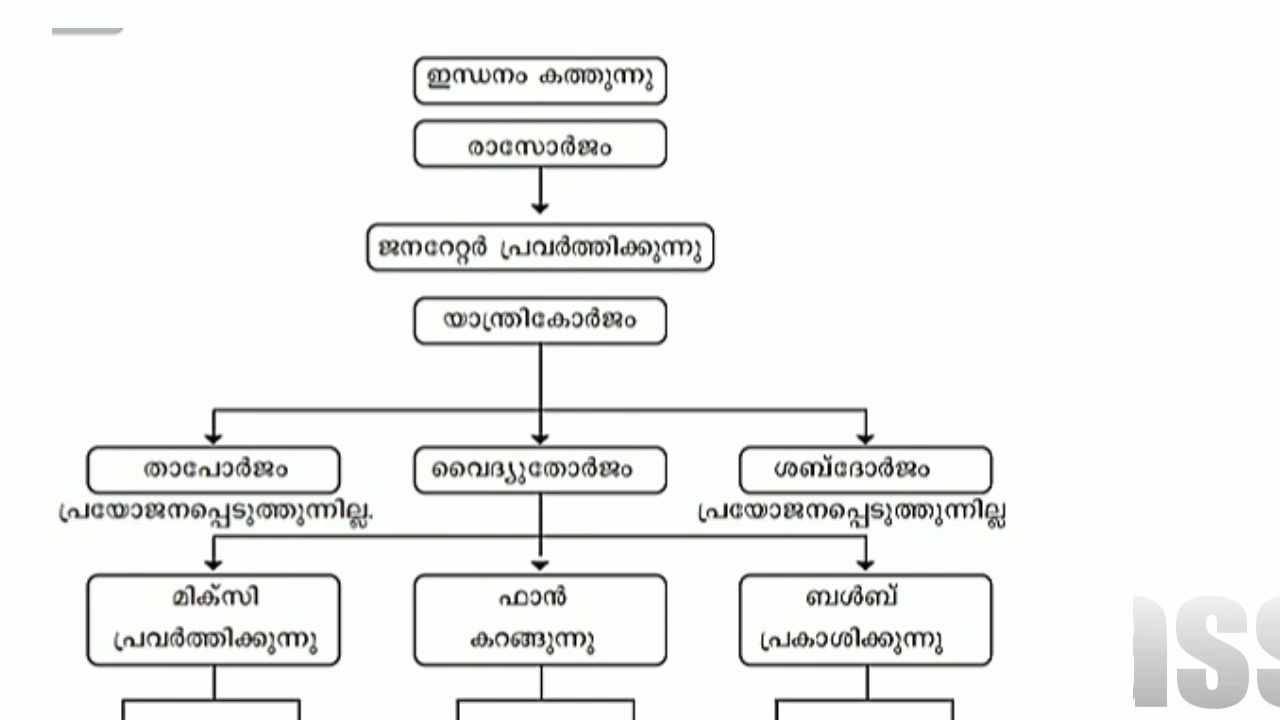 ഇന്ധനം കത്തുന്നു
രാസോർജം
ജനറേറ്റർ പ്രവർത്തിക്കുന്നു
യാന്ത്രികോർജം
താപോർജം
വൈദ്യുതോർജം
ശബ്ദോർജം
പ്രയോജനപ്പെടുത്തുന്നില്ല.
പ്രയോജനപ്പെടുത്തുന്നില്ല
മിക്സി
പ്രവർത്തിക്കുന്നു
ഫാൻ
കറങ്ങുന്നു
ബൾബ്
പ്രകാശിക്കുന്നു